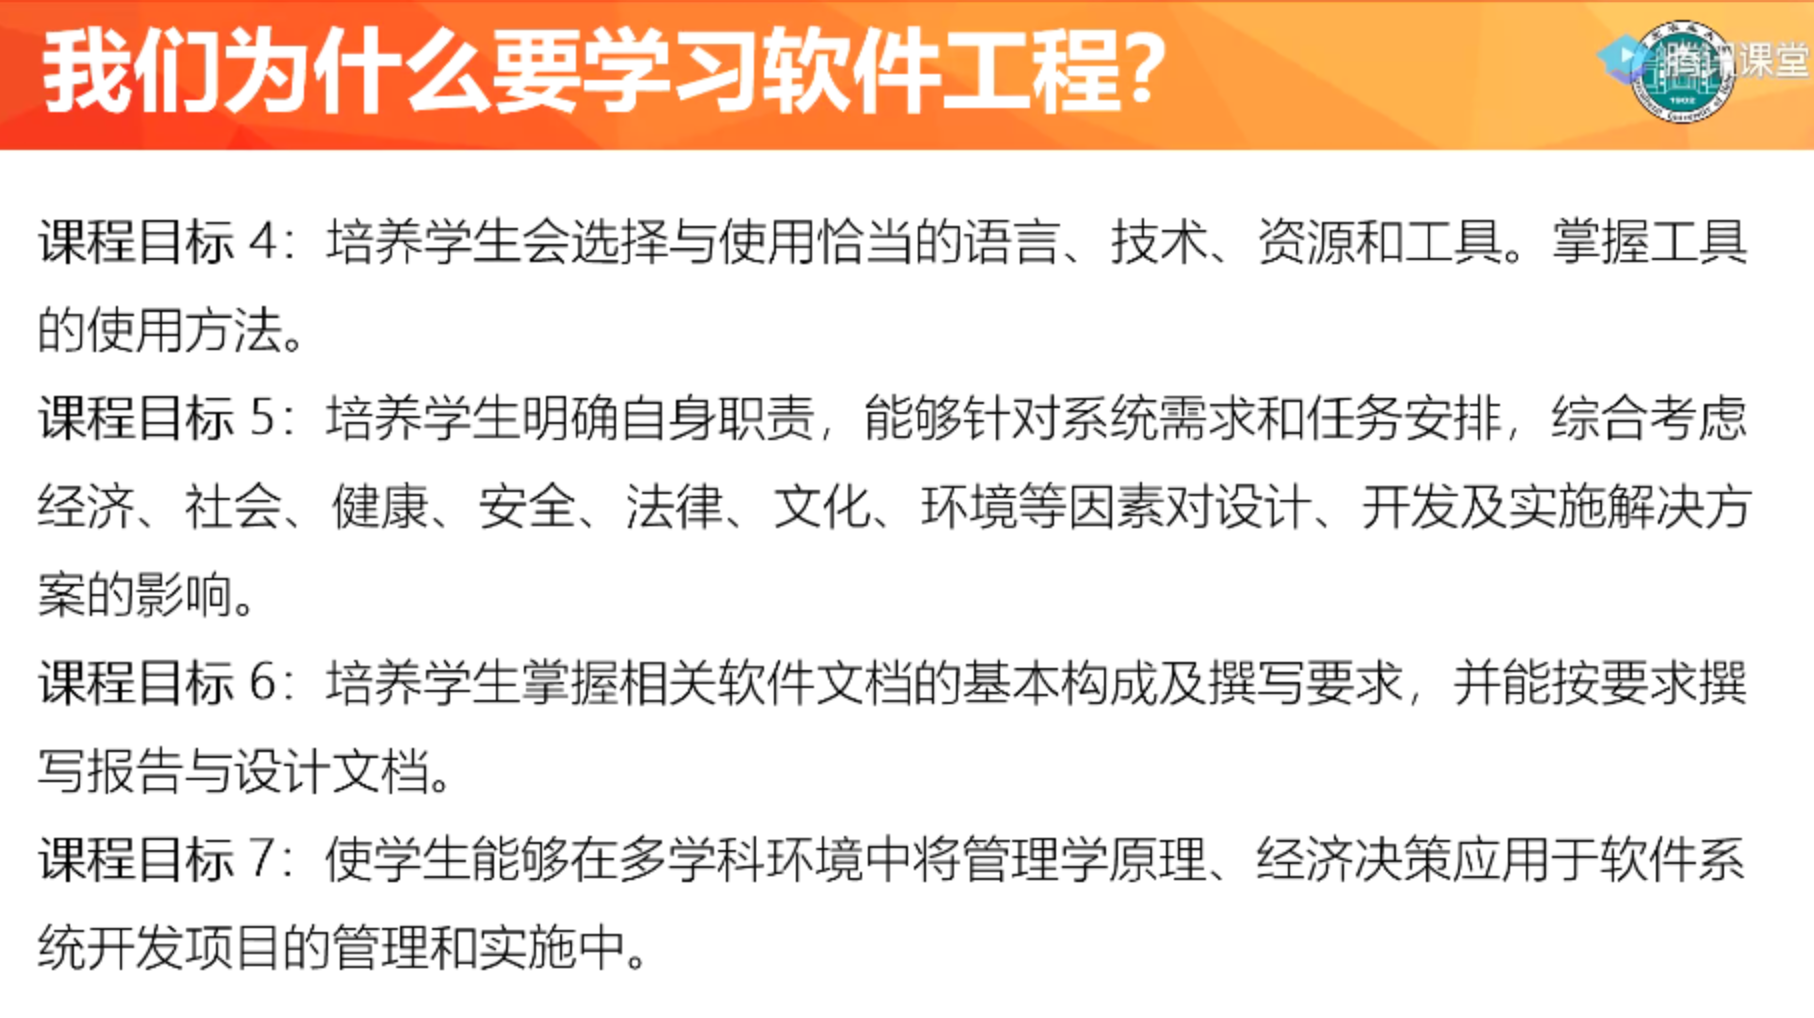 我们为什么要学习软件工程？
腾讯课堂
1902
课程目标 4：培养学生会选择与使用恰当的语言、技术、资源和工具。掌握工具
的使用方法。
课程目标 5：培养学生明确自身职责，能够针对系统需求和任务安排，综合考虑
经济、社会、健康、安全、法律、文化、环境等因素对设计、开发及实施解决方
案的影响。
课程目标 6：培养学生掌握相关软件文档的基本构成及撰写要求，并能按要求撰
写报告与设计文档。
课程目标 7：使学生能够在多学科环境中将管理学原理、经济决策应用于软件系
统开发项目的管理和实施中。